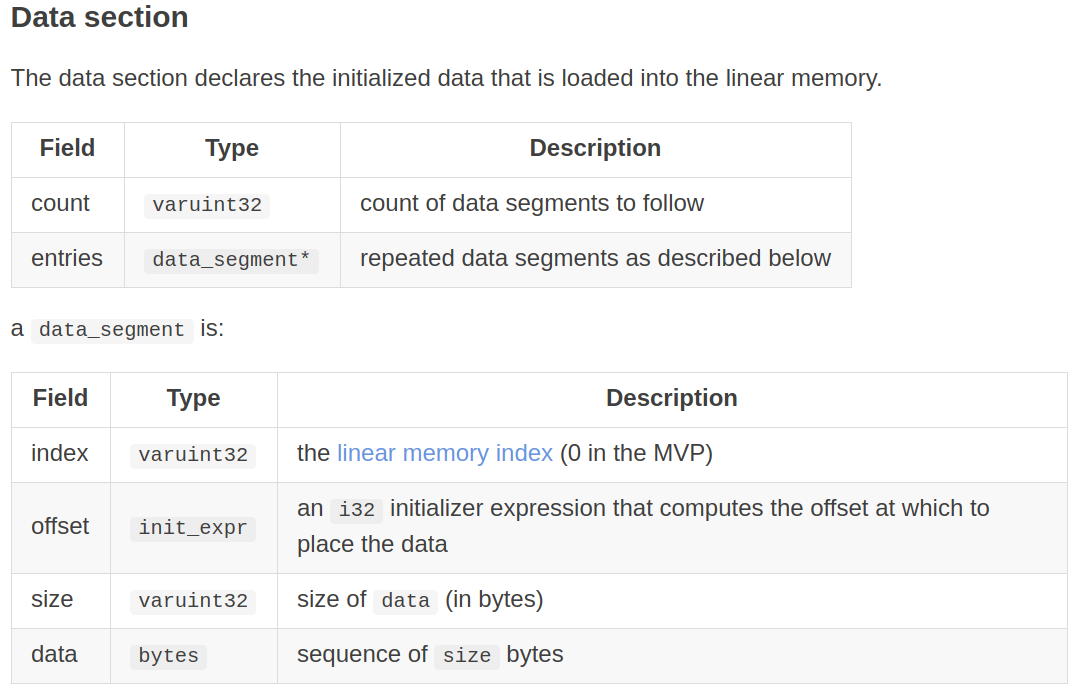 Data section
The data section declares the initialized data that is loaded into the linear memory.
Field Type Description
count varuint32 count of data segments to follow
entries data_segment* repeated data segments as described below
a data_segment is:
Field Type Description
index varuint32 the linear memory index (0 in the MVP)
offset init_expr an i32 initializer expression that computes the offset at which to
place the data
size varuint32 size of data (in bytes)
data bytes sequence of size bytes